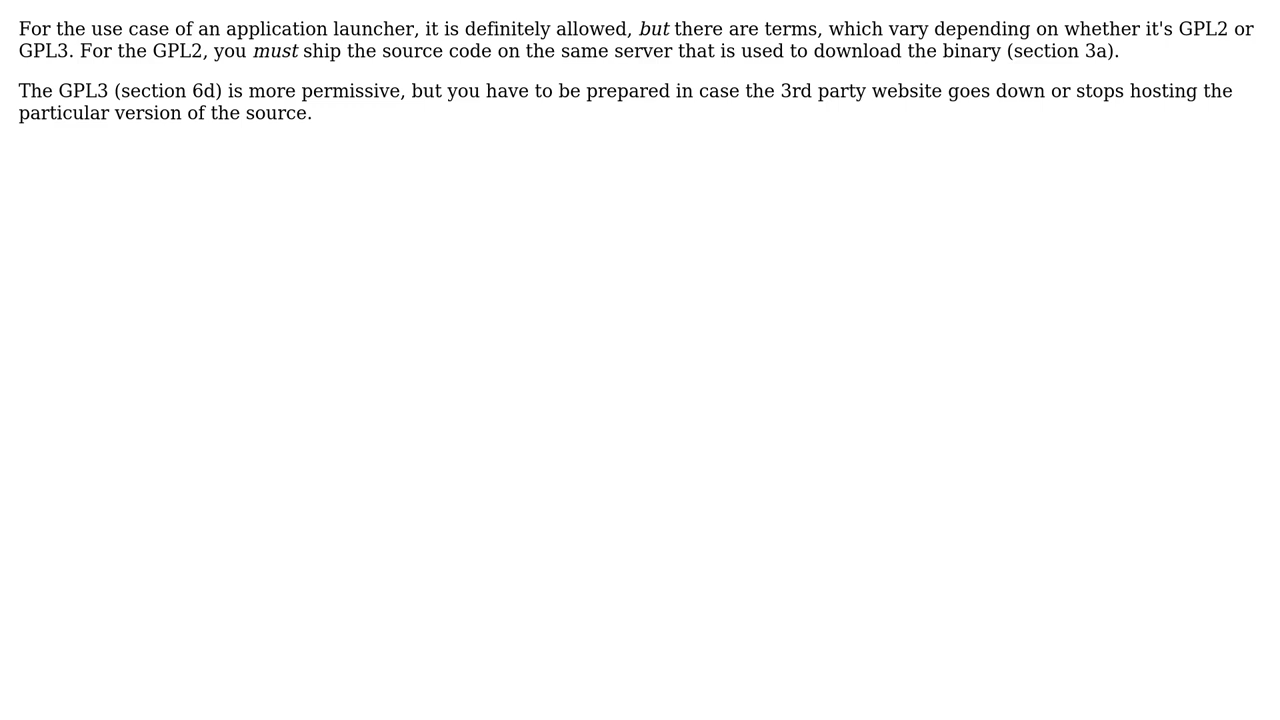 For the use case of an application launcher, it is definitely allowed, but there are terms, which vary depending on whether it's GPL2 or
GPL3. For the GPL2, you must ship the source code on the same server that is used to download the binary (section 3a).
The GPL3 (section 6d) is more permissive, but you have to be prepared in case the 3rd party website goes down or stops hosting the
particular version of the source.